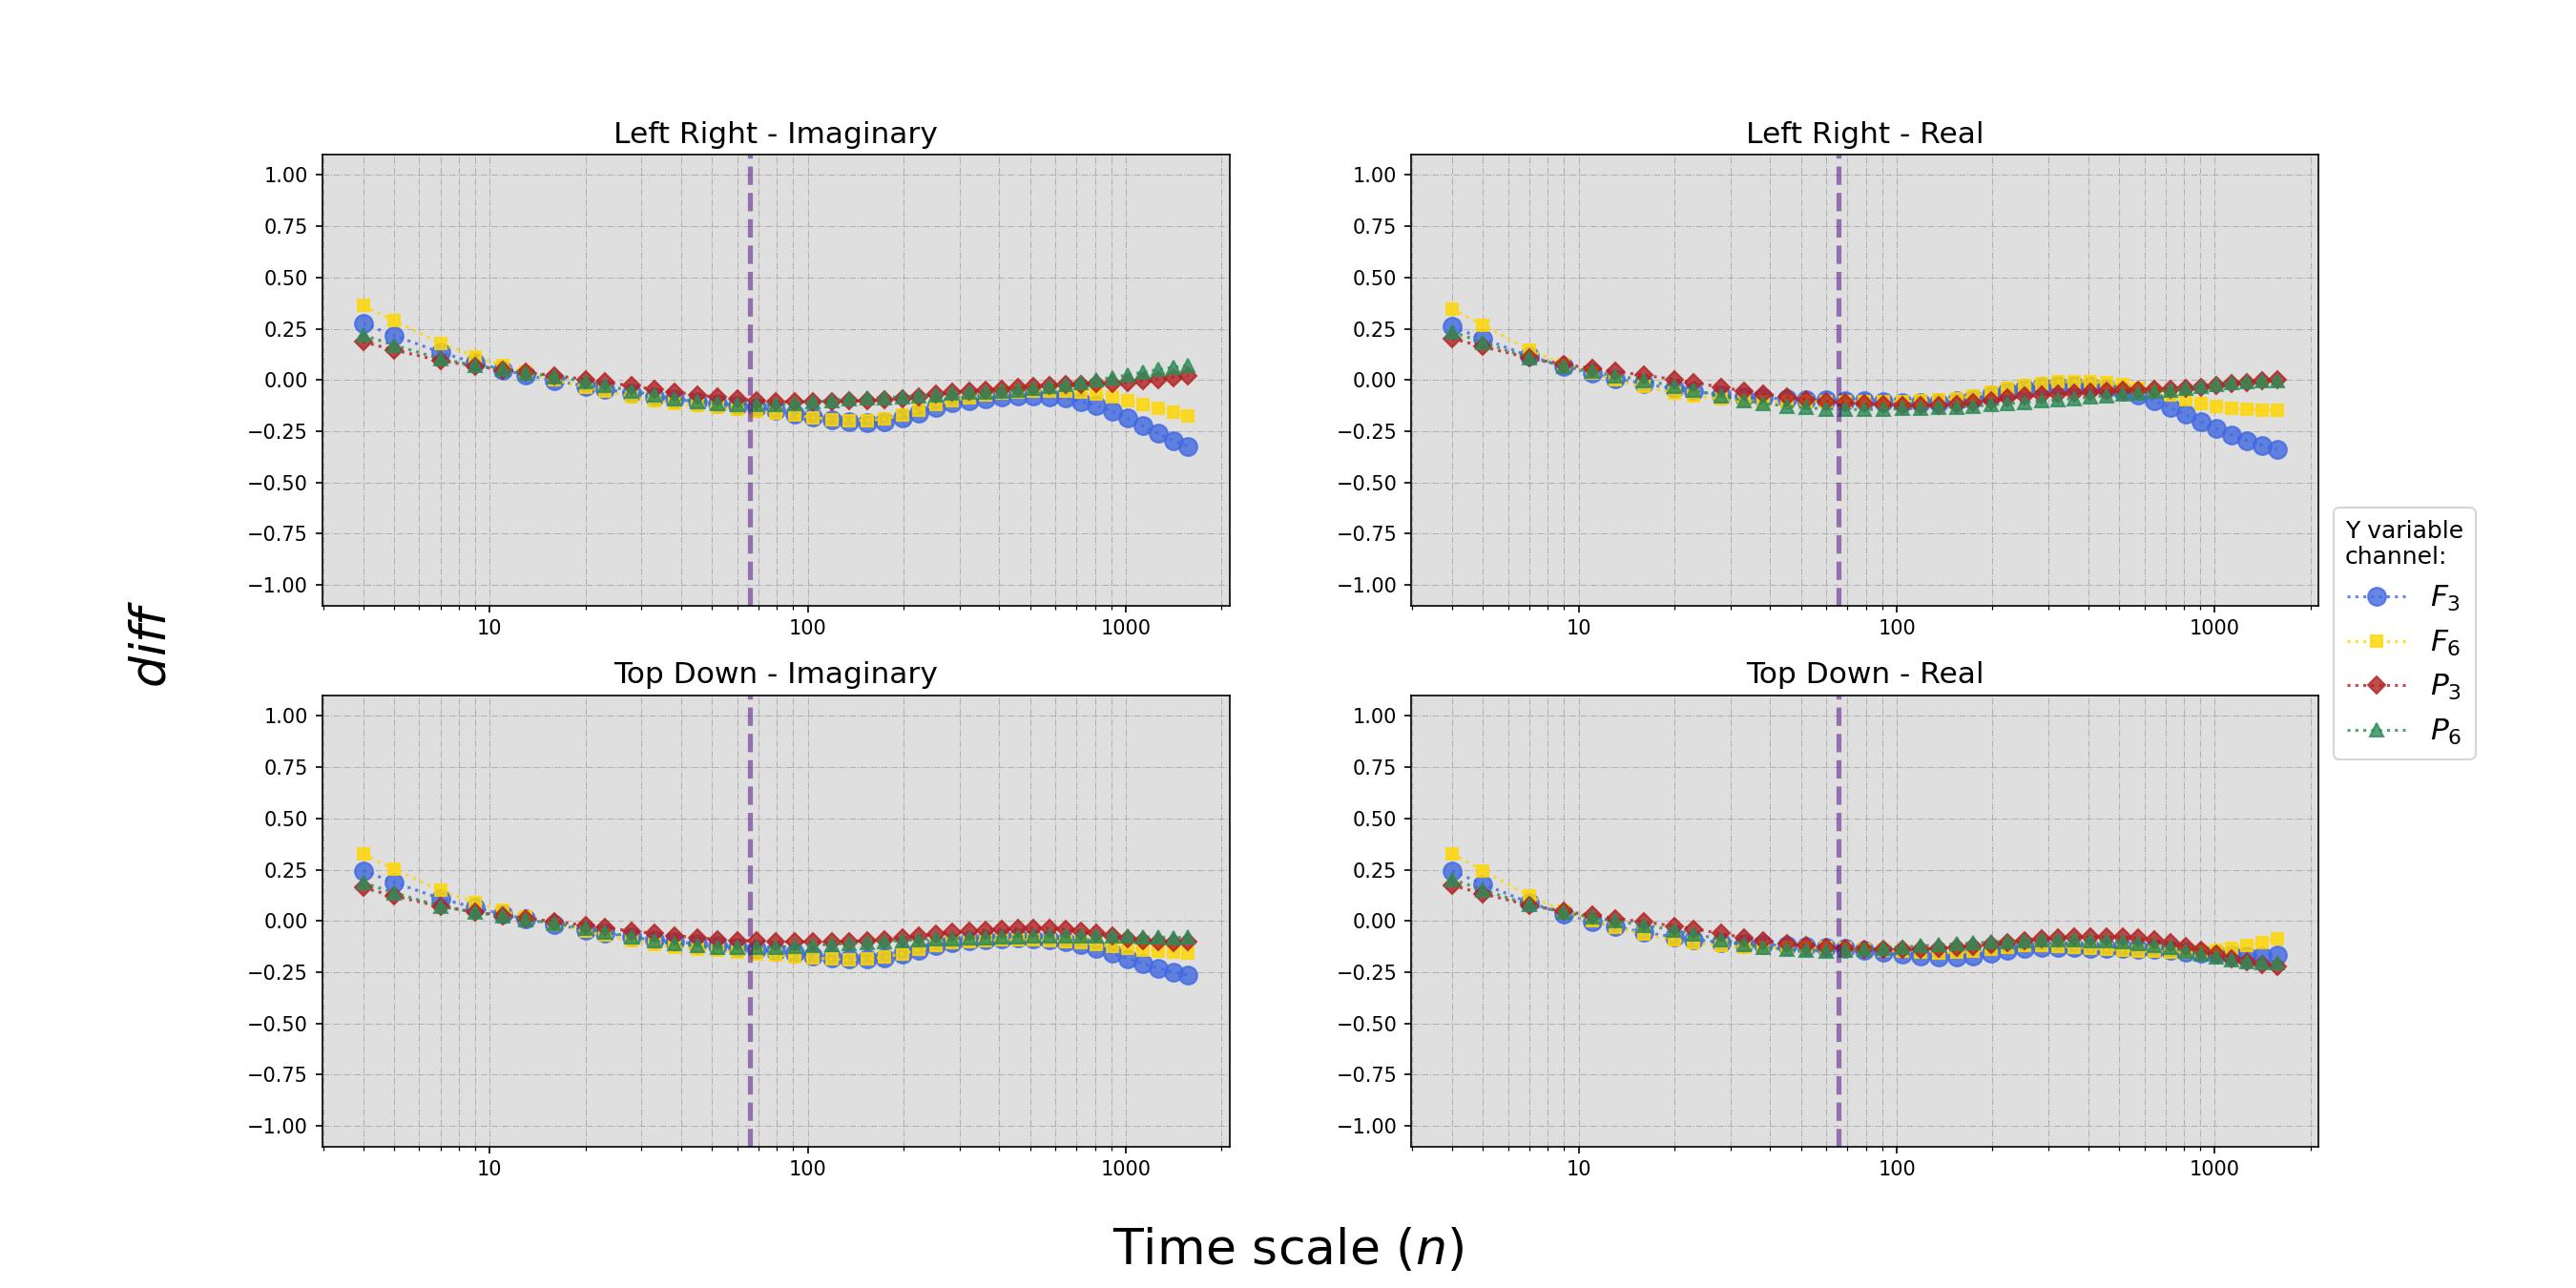 Left Right - Imaginary
1.00
0.75
0.50
0.25
0.00
−0.25
−0.50
−0.75
−1.00
10 100 1000
Left Right - Real
1.00
0.75
0.50
0.25
0.00
−0.25
−0.50
−0.75
−1.00
10 100 1000
Top Down - Imaginary
1.00
0.75
0.50
0.25
0.00
−0.25
−0.50
−0.75
−1.00
10 100 1000
Top Down - Real
1.00
0.75
0.50
0.25
0.00
−0.25
−0.50
−0.75
−1.00
10 100 1000
diff
Time scale (n)
Y variable
channel:
F3
F6
P3
P6